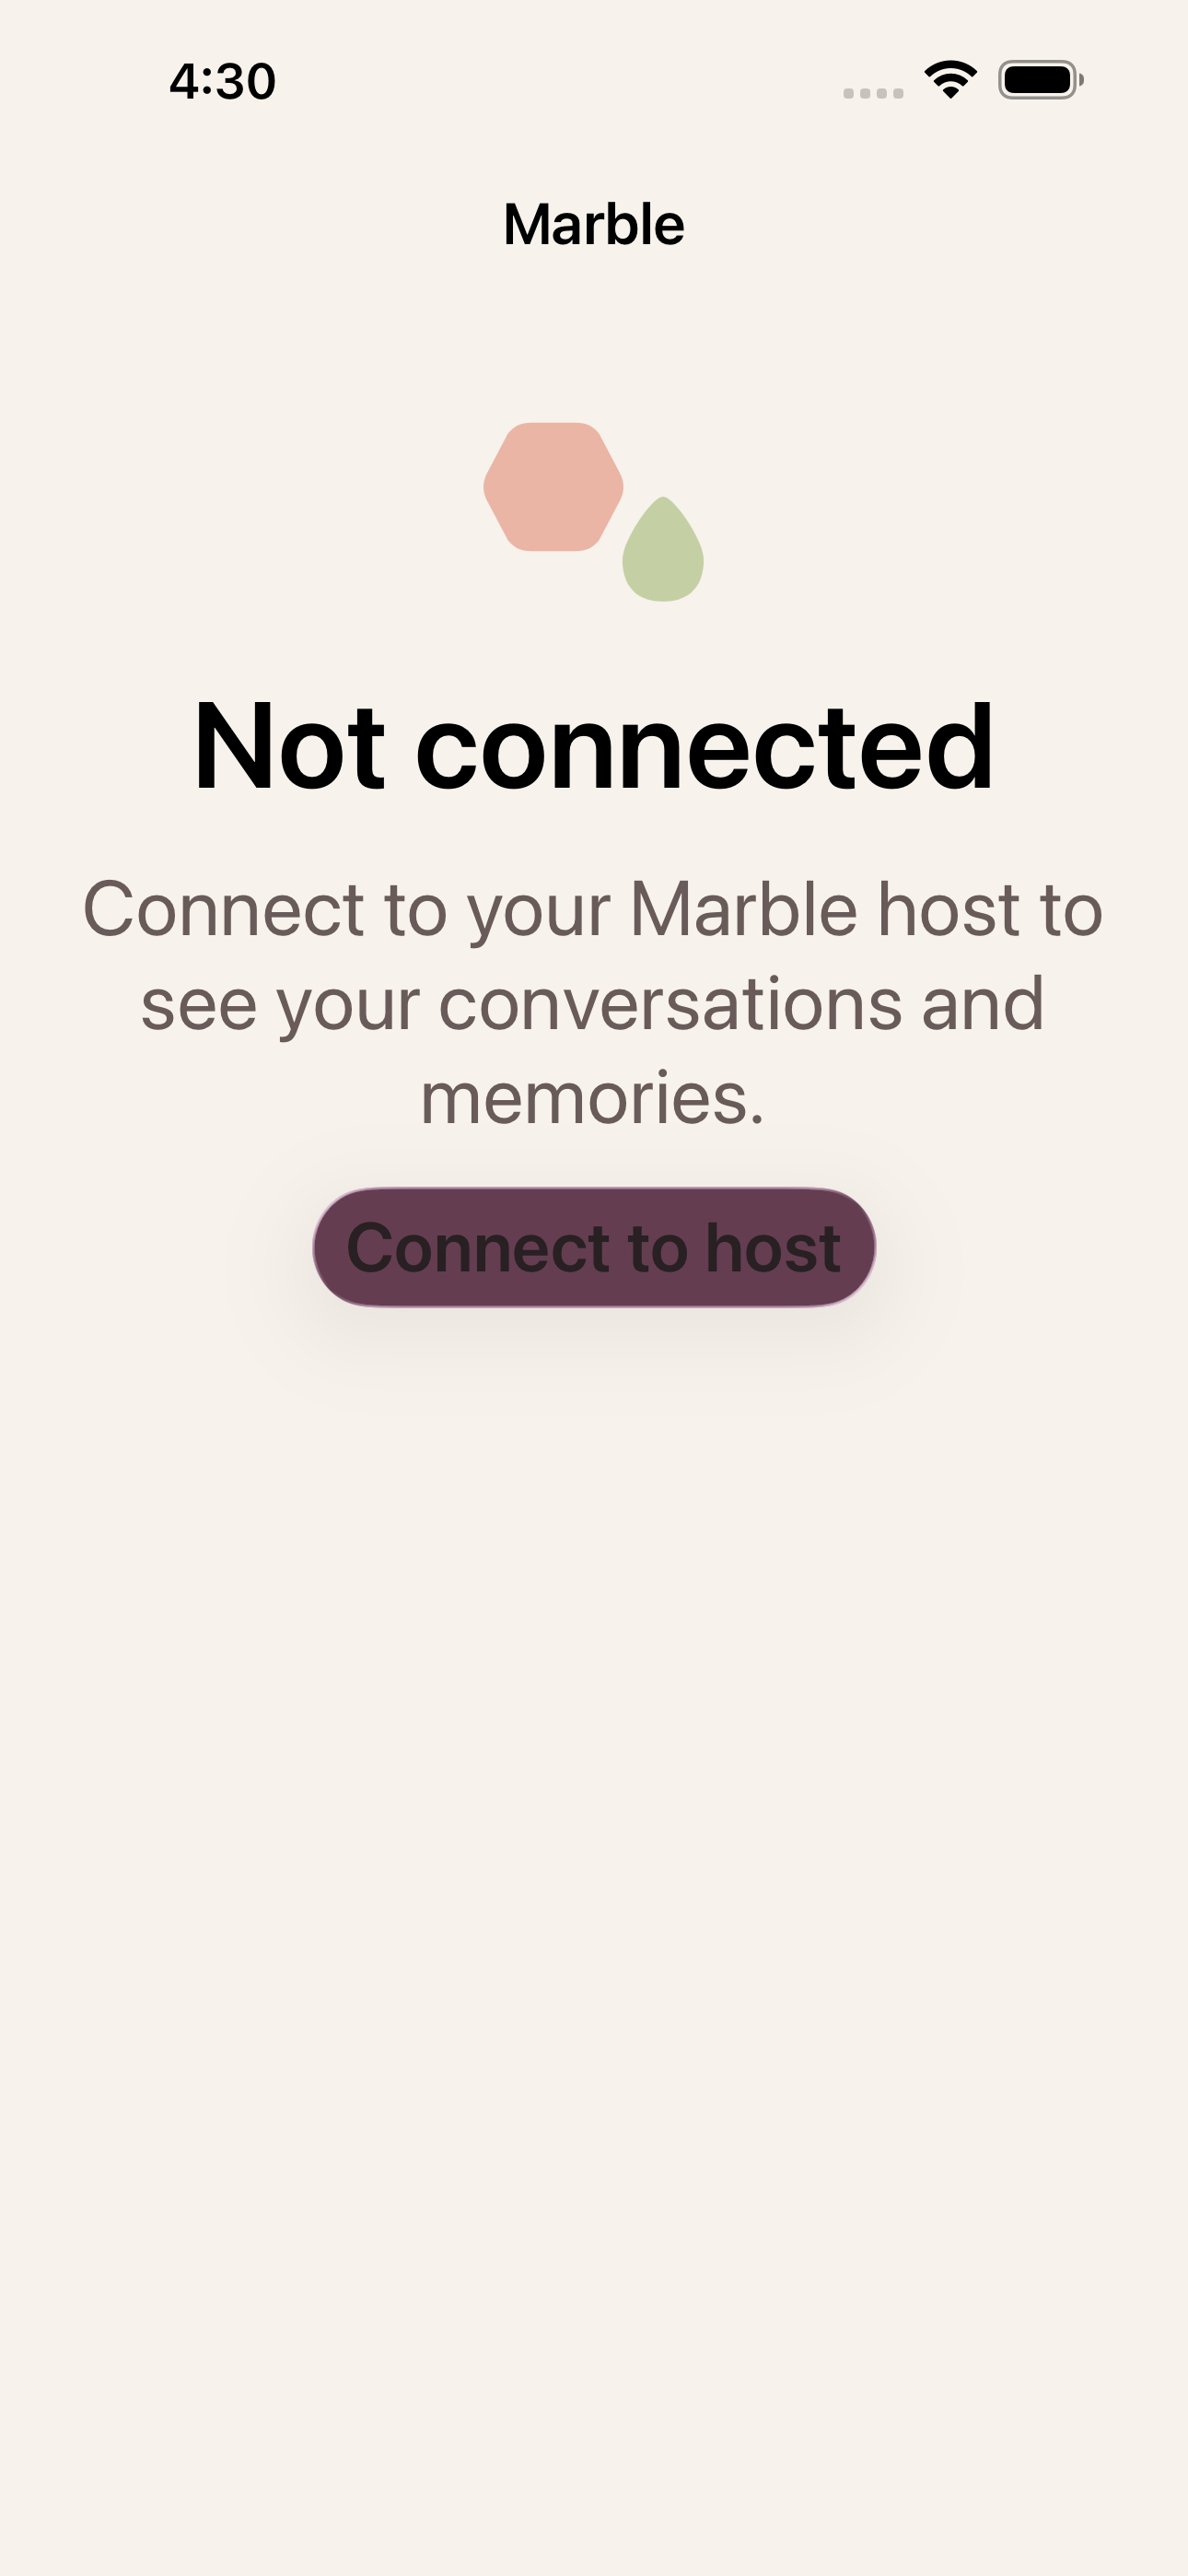 4:30
Marble
Not connected
Connect to your Marble host to
see your conversations and
memories.
Connect to host